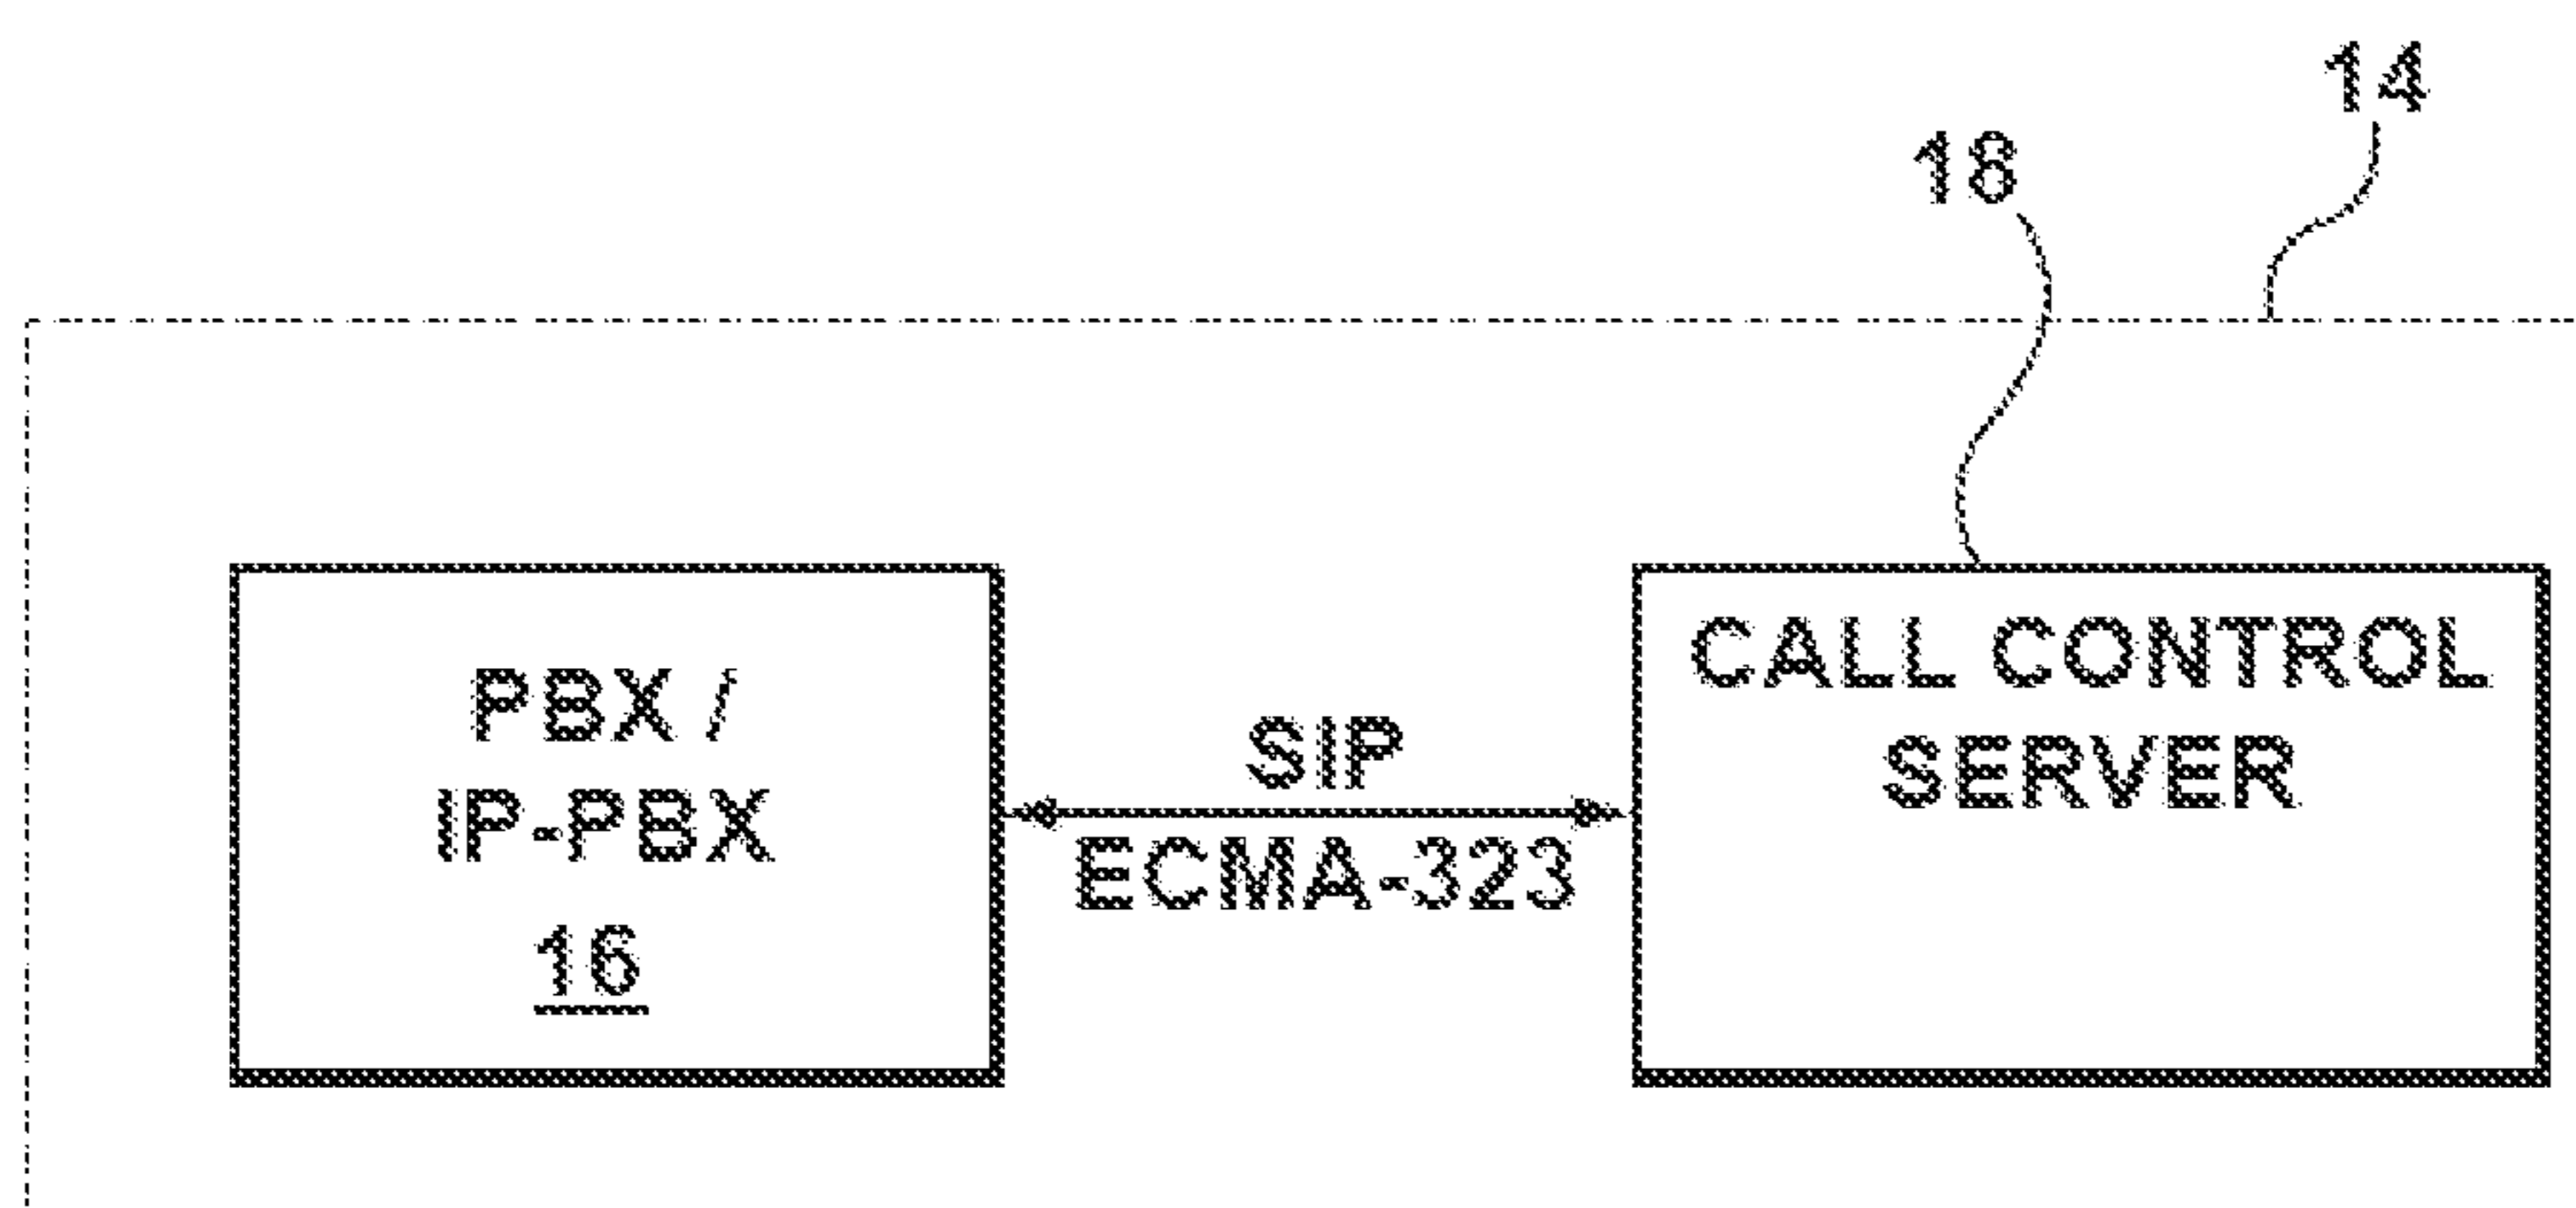 14
18
PBX /
IP-PBX
16
SIP
ECMA-323
CALL CONTROL
SERVER